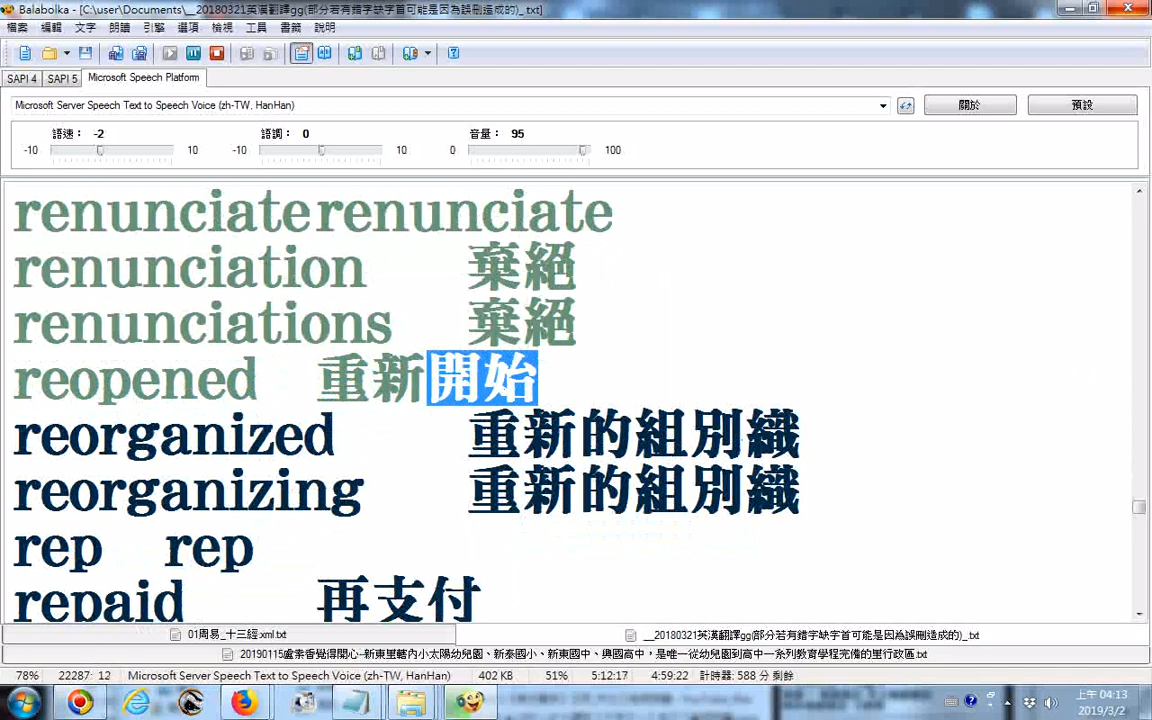 Balabolka - [C:\user\Documents\__20180321英漢翻譯gg(部分若有錯字缺字首可能是因為誤刪造成的)_txt]
檔案 編輯 文字 朗讀 引擎 選項 檢視 工具 書籤 說明
SAPI 4 SAPI 5 Microsoft Speech Platform
Microsoft Server Speech Text to Speech Voice (zh-TW, HanHan) 關於 預設
語速： -2 語調： 0 音量： 95
-10 10 -10 10 0 100
renunciate renunciate
renunciation 棄絕
renunciations 棄絕
reopened 重新開始
reorganized 重新的組別織
reorganizing 重新的組別織
rep rep
repaid 再支付
01周易_十三經.xml.txt __20180321英漢翻譯gg(部分若有錯字缺字首可能是因為誤刪造成的)_.txt
20190115盧素香覺得開心-新東里轄內小太陽幼兒園、新泰國小、新東國中、興國高中，是唯一從幼兒園到高中一系列教育學程完備的里行政區.txt
78% 22287: 12 Microsoft Server Speech Text to Speech Voice (zh-TW, HanHan) 402 KB 51% 5:12:17 4:59:22 計時器: 588 分 剩餘
上午 04:13
2019/3/2